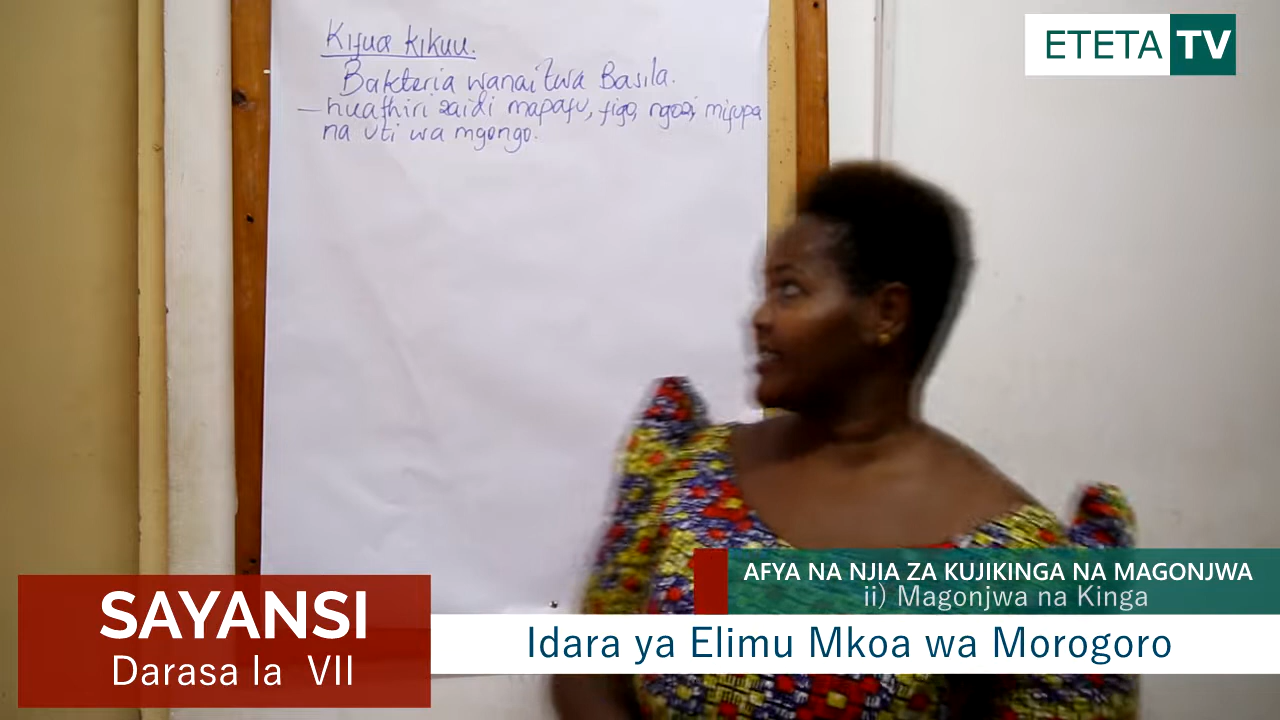 Kifua kikuu.
Bakteria wanaitwa Basila.
– huathiri zaidi mapafu, figo, ngozi, mifupa
na uti wa mgongo.
ETETA TV
AFYA NA NJIA ZA KUJIKINGA NA MAGONJWA
ii) Magonjwa na Kinga
SAYANSI
Darasa la VII
Idara ya Elimu Mkoa wa Morogoro